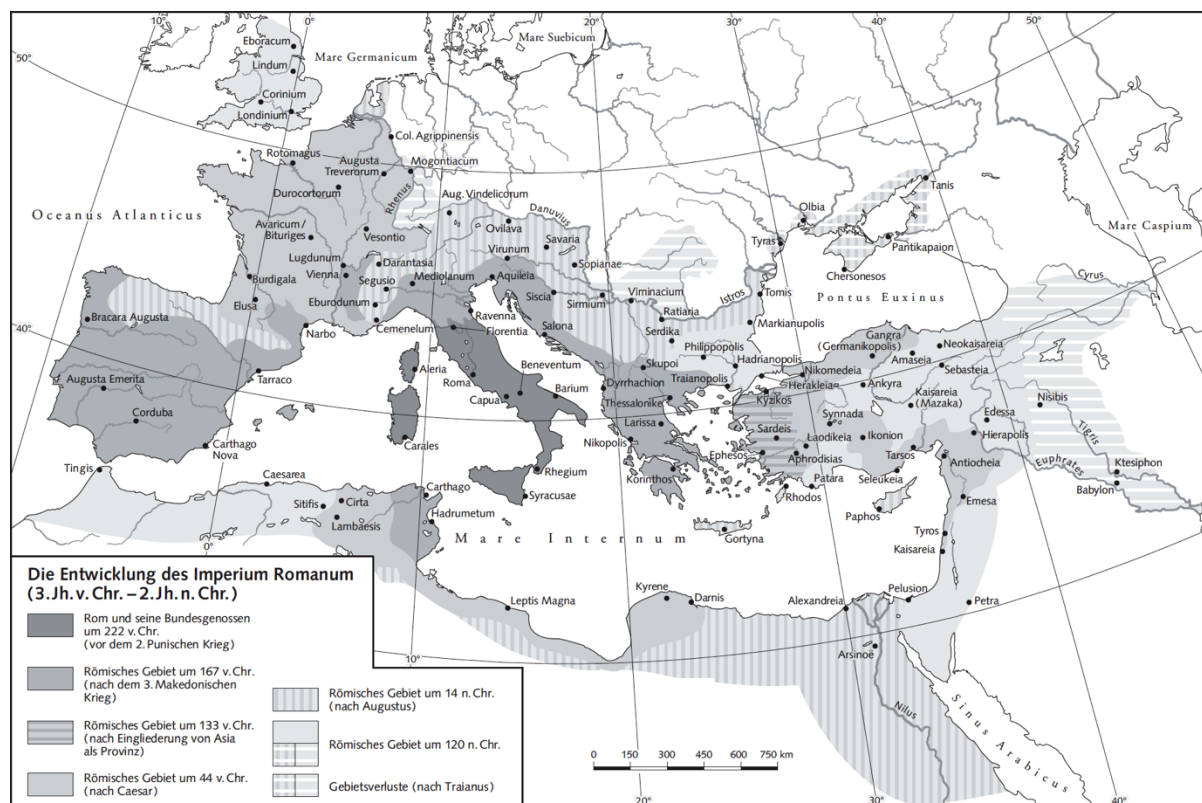 20°
0°
10°
20°
30°
40°
50°
50°
Eboracum
Lindum
Corinium
Londinium
Mare Germanicum
Mare Suebicum
Oceanus Atlanticus
Col. Agrippinensis
Rotomagus
Augusta
Treverorum
Mogontiacum
Durocortorum
Rhenus
Aug. Vindelicorum
Danuvius
Ovilava
Avaricum /
Bituriges
Vesontio
Virunum
Savaria
Lugdunum
Vienna
Darantasia
Mediolanum
Aquileia
Sopianae
Burdigala
Segusio
Siscia
Sirmium
Elusa
Eburodunum
Ravenna
Viminacium
Ratiaria
Istros
Tomis
Narbo
Cemenelum
Florentia
Salona
Serdika
Markianupolis
Bracara Augusta
Tarraco
Aleria
Roma
Beneventum
Capua
Barium
Skupoi
Philippopolis
Hadrianopolis
Dyrrhachion
Traianopolis
Thessalonike
Augusta Emerita
Corduba
Carthago
Nova
Carales
Larissa
Nikopolis
Korinthos
Rhegium
Syracusae
Tingis
Caesarea
Sitifis
Cirta
Lambaesis
Carthago
Hadrumetum
Olbia
Tyras
Tanis
Pantikapaion
Chersonesos
Pontus Euxinus
Mare Caspium
Cyrus
Gangra
(Germanikopolis)
Neokaisareia
Amaseia
Sebasteia
Nikomedeia
Herakleia
Kyzikos
Ankyra
Kaisareia
(Mazaka)
Nisibis
Edessa
Tigris
Synnada
Sardeis
Laodikeia
Ikonion
Hierapolis
Ephesos
Aphrodisias
Tarsos
Euphrates
Ktesiphon
Antiocheia
Patara
Seleukeia
Babylon
Rhodos
Emesa
Paphos
Gortyna
Mare Internum
Tyros
Kaisareia
Kyrene
Darnis
Alexandreia
Pelusion
Petra
Leptis Magna
Arsinoë
Nilus
Sinus Arabicus
40°
30°
0°
10°
20°
30°
40°
Die Entwicklung des Imperium Romanum
(3. Jh. v. Chr. – 2. Jh. n. Chr.)
Rom und seine Bundesgenossen
um 222 v. Chr.
(vor dem 2. Punischen Krieg)
Römisches Gebiet um 167 v. Chr.
(nach dem 3. Makedonischen
Krieg)
Römisches Gebiet um 133 v. Chr.
(nach Eingliederung von Asia
als Provinz)
Römisches Gebiet um 44 v. Chr.
(nach Caesar)
Römisches Gebiet um 14 n. Chr.
(nach Augustus)
Römisches Gebiet um 120 n. Chr.
Gebietsverluste (nach Traianus)
0 150 300 450 600 750 km